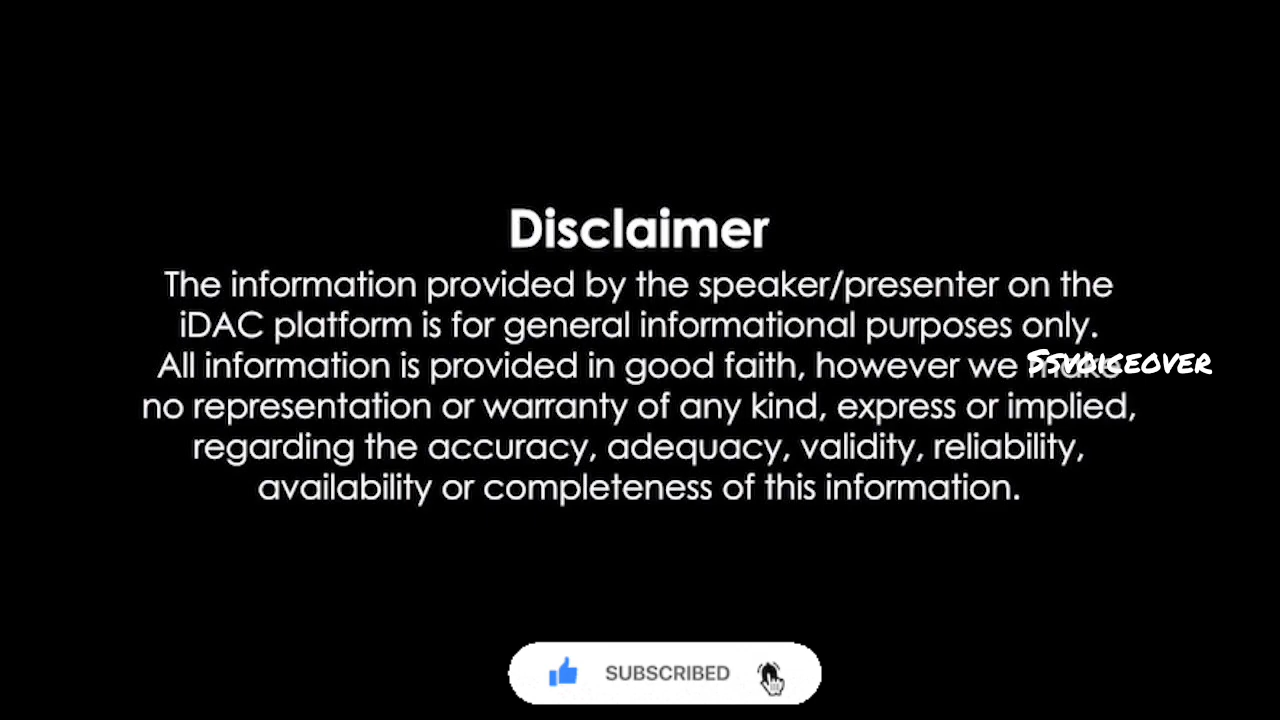 Disclaimer
The information provided by the speaker/presenter on the
iDAC platform is for general informational purposes only.
All information is provided in good faith, however we make
Ssvoiceover
no representation or warranty of any kind, express or implied,
regarding the accuracy, adequacy, validity, reliability,
availability or completeness of this information.
SUBSCRIBED